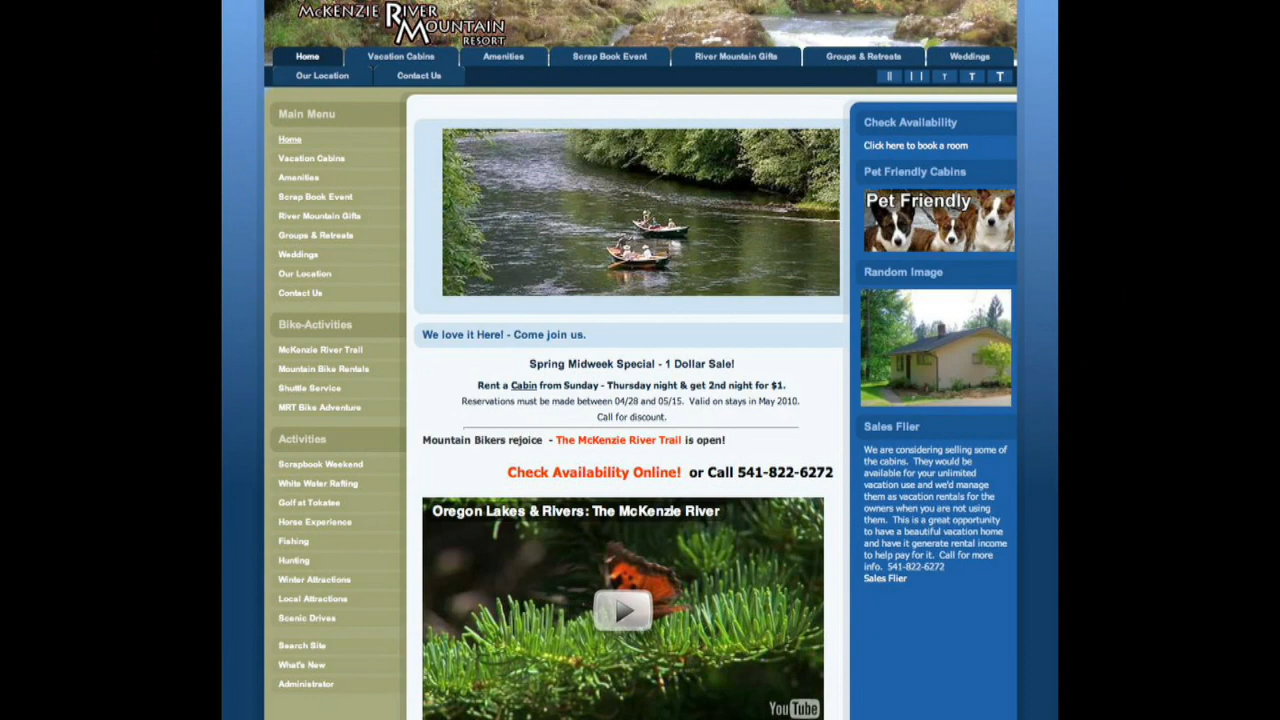 McKENZIE RIVER
MOUNTAIN
RESORT
Home
Vacation Cabins
Amenities
Scrap Book Event
River Mountain Gifts
Groups & Retreats
Weddings
Our Location
Contact Us
T
T
T
Main Menu
Home
Vacation Cabins
Amenities
Scrap Book Event
River Mountain Gifts
Groups & Retreats
Weddings
Our Location
Contact Us
Bike-Activities
McKenzie River Trail
Mountain Bike Rentals
Shuttle Service
MRT Bike Adventure
Activities
Scrapbook Weekend
White Water Rafting
Golf at Tokatee
Horse Experience
Fishing
Hunting
Winter Attractions
Local Attractions
Scenic Drives
Search Site
What's New
Administrator
We love it Here! - Come join us.
Spring Midweek Special - 1 Dollar Sale!
Rent a Cabin from Sunday - Thursday night & get 2nd night for $1.
Reservations must be made between 04/28 and 05/15. Valid on stays in May 2010.
Call for discount.
Mountain Bikers rejoice - The McKenzie River Trail is open!
Check Availability Online! or Call 541-822-6272
Oregon Lakes & Rivers: The McKenzie River
YouTube
Check Availability
Click here to book a room
Pet Friendly Cabins
Pet Friendly
Random Image
Sales Flier
We are considering selling some of
the cabins. They would be
available for your unlimited
vacation use and we'd manage
them as vacation rentals for the
owners when you are not using
them. This is a great opportunity
to have a beautiful vacation home
and have it generate rental income
to help pay for it. Call for more
info. 541-822-6272
Sales Flier